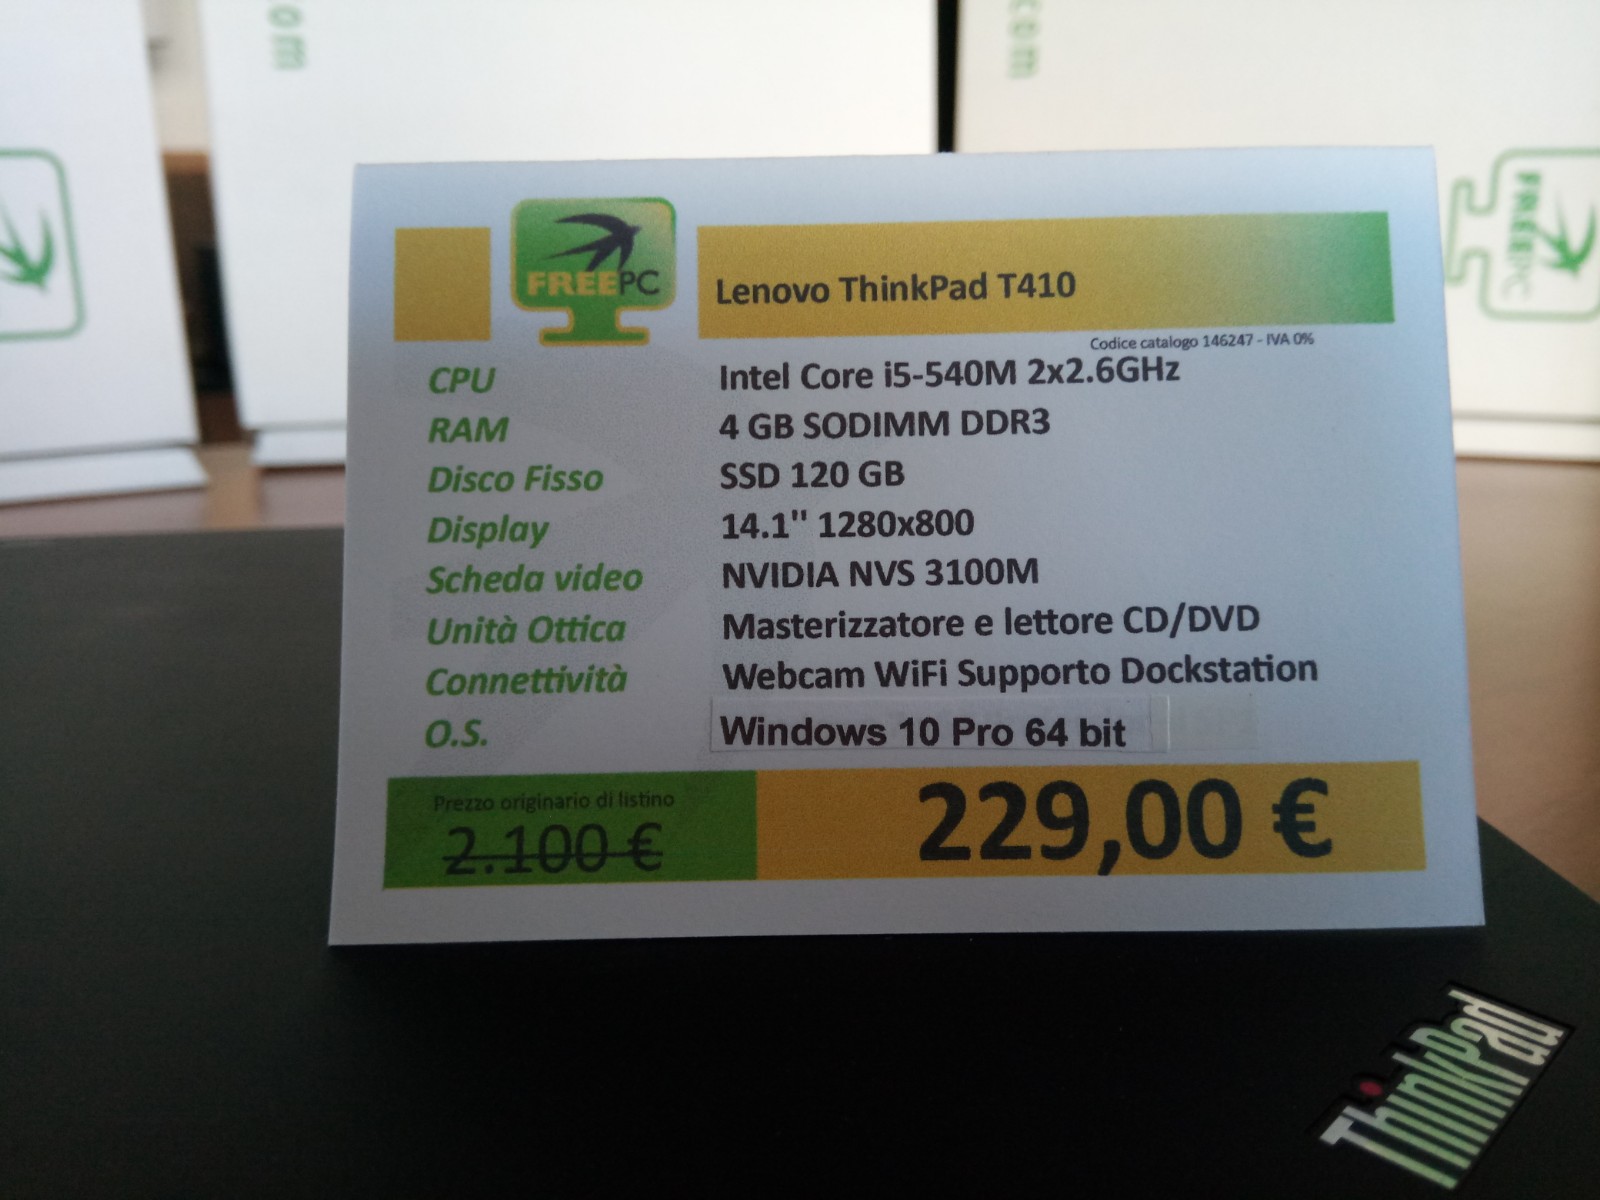 com
com
FREEPC
FREEPC
Lenovo ThinkPad T410
Codice catalogo 146247 - IVA 0%
CPU Intel Core i5-540M 2x2.6GHz
RAM 4 GB SODIMM DDR3
Disco Fisso SSD 120 GB
Display 14.1" 1280x800
Scheda video NVIDIA NVS 3100M
Unità Ottica Masterizzatore e lettore CD/DVD
Connettività Webcam WiFi Supporto Dockstation
O.S. Windows 10 Pro 64 bit
Prezzo originario di listino
2.100 €
229,00 €
ThinkPad